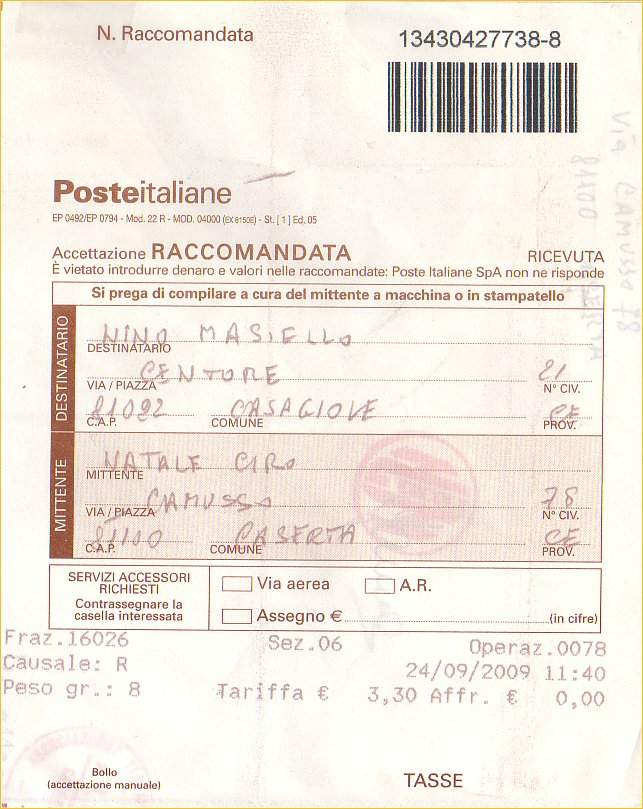 N. Raccomandata
13430427738-8
Posteitaliane
EP 0492/EP 0794 - Mod. 22 R - MOD. 04000 (EX 8150E) - St. [1] Ed. 05
Accettazione RACCOMANDATA RICEVUTA
È vietato introdurre denaro e valori nelle raccomandate: Poste Italiane SpA non ne risponde
Si prega di compilare a cura del mittente a macchina o in stampatello
DESTINATARIO
NINO MASIELLO
DESTINATARIO
CENTORE 21
VIA / PIAZZA N° CIV.
81022 CASAGIOVE CE
C.A.P. COMUNE PROV.
MITTENTE
NATALE CIRO
MITTENTE
CAMUSSO 78
VIA / PIAZZA N° CIV.
81100 CASERTA CE
C.A.P. COMUNE PROV.
SERVIZI ACCESSORI
RICHIESTI
Contrassegnare la
casella interessata
Via aerea A.R.
Assegno € (in cifre)
Fraz.16026 Sez.06 Operaz.0078
Causale: R 24/09/2009 11:40
Peso gr.: 8 Tariffa € 3,30 Affr. € 0,00
Bollo
(accettazione manuale)
TASSE
Via CAMUSSO 78
81100